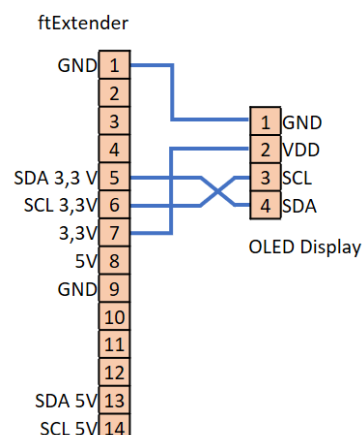 ftExtender
GND 1
2
3
4
SDA 3,3 V 5
SCL 3,3V 6
3,3V 7
5V 8
GND 9
10
11
12
SDA 5V 13
SCL 5V 14
1 GND
2 VDD
3 SCL
4 SDA
OLED Display